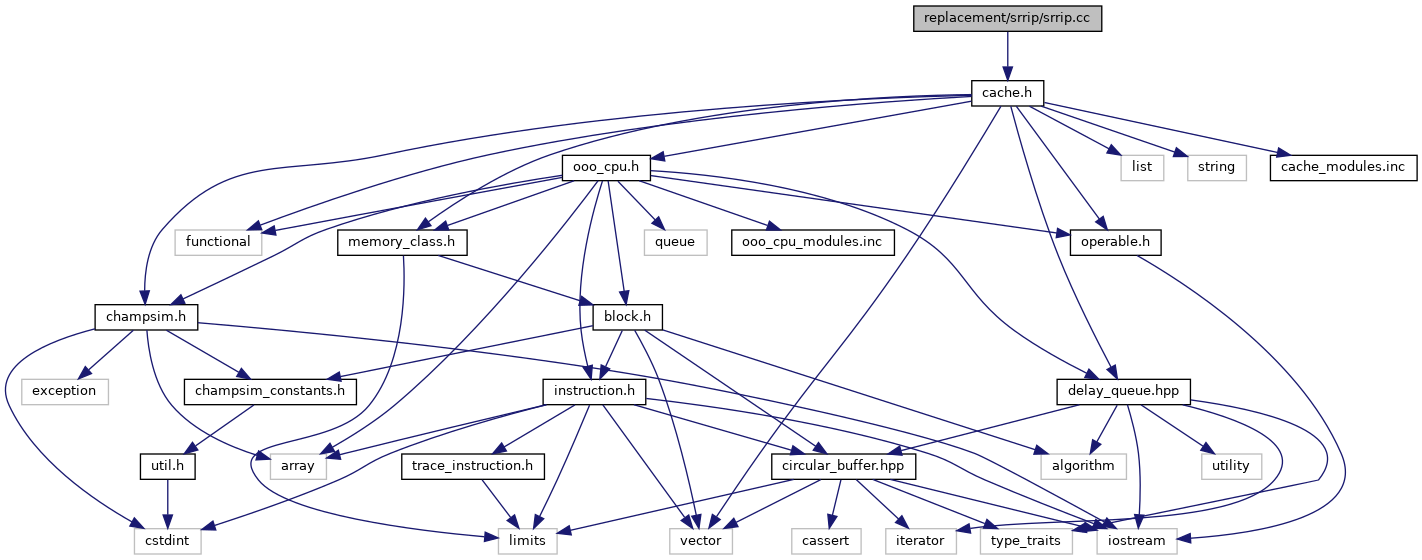 replacement/srrip/srrip.cc
cache.h
ooo_cpu.h
list
string
cache_modules.inc
functional
memory_class.h
queue
ooo_cpu_modules.inc
operable.h
champsim.h
block.h
exception
champsim_constants.h
instruction.h
delay_queue.hpp
util.h
array
trace_instruction.h
circular_buffer.hpp
algorithm
utility
cstdint
limits
vector
cassert
iterator
type_traits
iostream